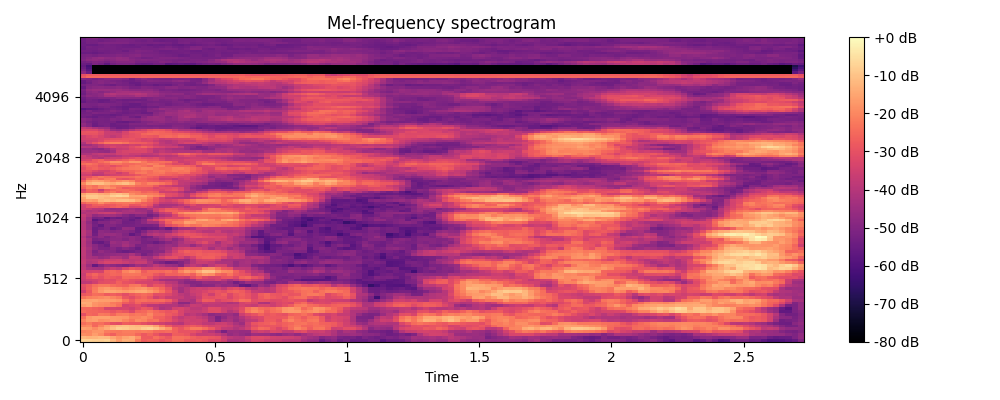 Mel-frequency spectrogram
Hz
4096
2048
1024
512
0
0
0.5
1
1.5
2
2.5
Time
+0 dB
-10 dB
-20 dB
-30 dB
-40 dB
-50 dB
-60 dB
-70 dB
-80 dB